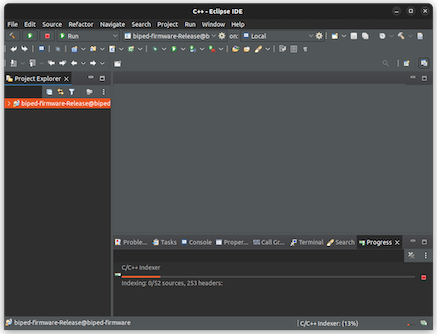 C++ - Eclipse IDE
File Edit Source Refactor Navigate Search Project Run Window Help
Run biped-firmware-Release@b on: Local
Project Explorer
biped-firmware-Release@biped
Proble... Tasks Console Proper... Call Gr... Terminal Search Progress
C/C++ Indexer
Indexing: 0/52 sources, 253 headers:
biped-firmware-Release@biped-firmware C/C++ Indexer: (13%)